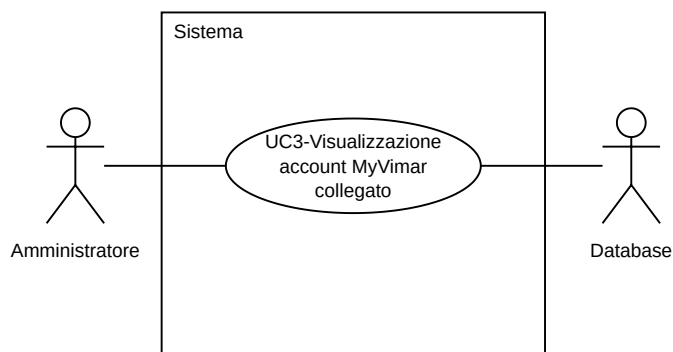 Sistema
UC3-Visualizzazione
account MyVimar
collegato
Amministratore
Database